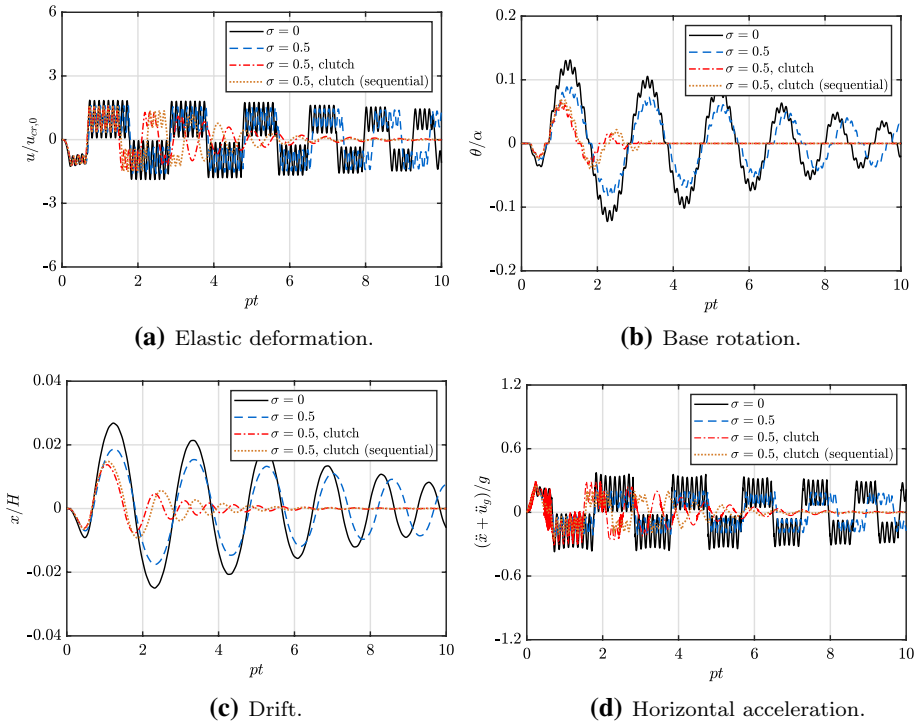 σ = 0
σ = 0.5
σ = 0.5, clutch
σ = 0.5, clutch (sequential)
6
3
0
-3
-6
u/u_{cr,0}
0 2 4 6 8 10
pt
(a) Elastic deformation.
σ = 0
σ = 0.5
σ = 0.5, clutch
σ = 0.5, clutch (sequential)
0.2
0.1
0
-0.1
-0.2
θ/α
0 2 4 6 8 10
pt
(b) Base rotation.
σ = 0
σ = 0.5
σ = 0.5, clutch
σ = 0.5, clutch (sequential)
0.04
0.02
0
-0.02
-0.04
x/H
0 2 4 6 8 10
pt
(c) Drift.
σ = 0
σ = 0.5
σ = 0.5, clutch
σ = 0.5, clutch (sequential)
1.2
0.6
0
-0.6
-1.2
(ẍ + ü_g)/g
0 2 4 6 8 10
pt
(d) Horizontal acceleration.